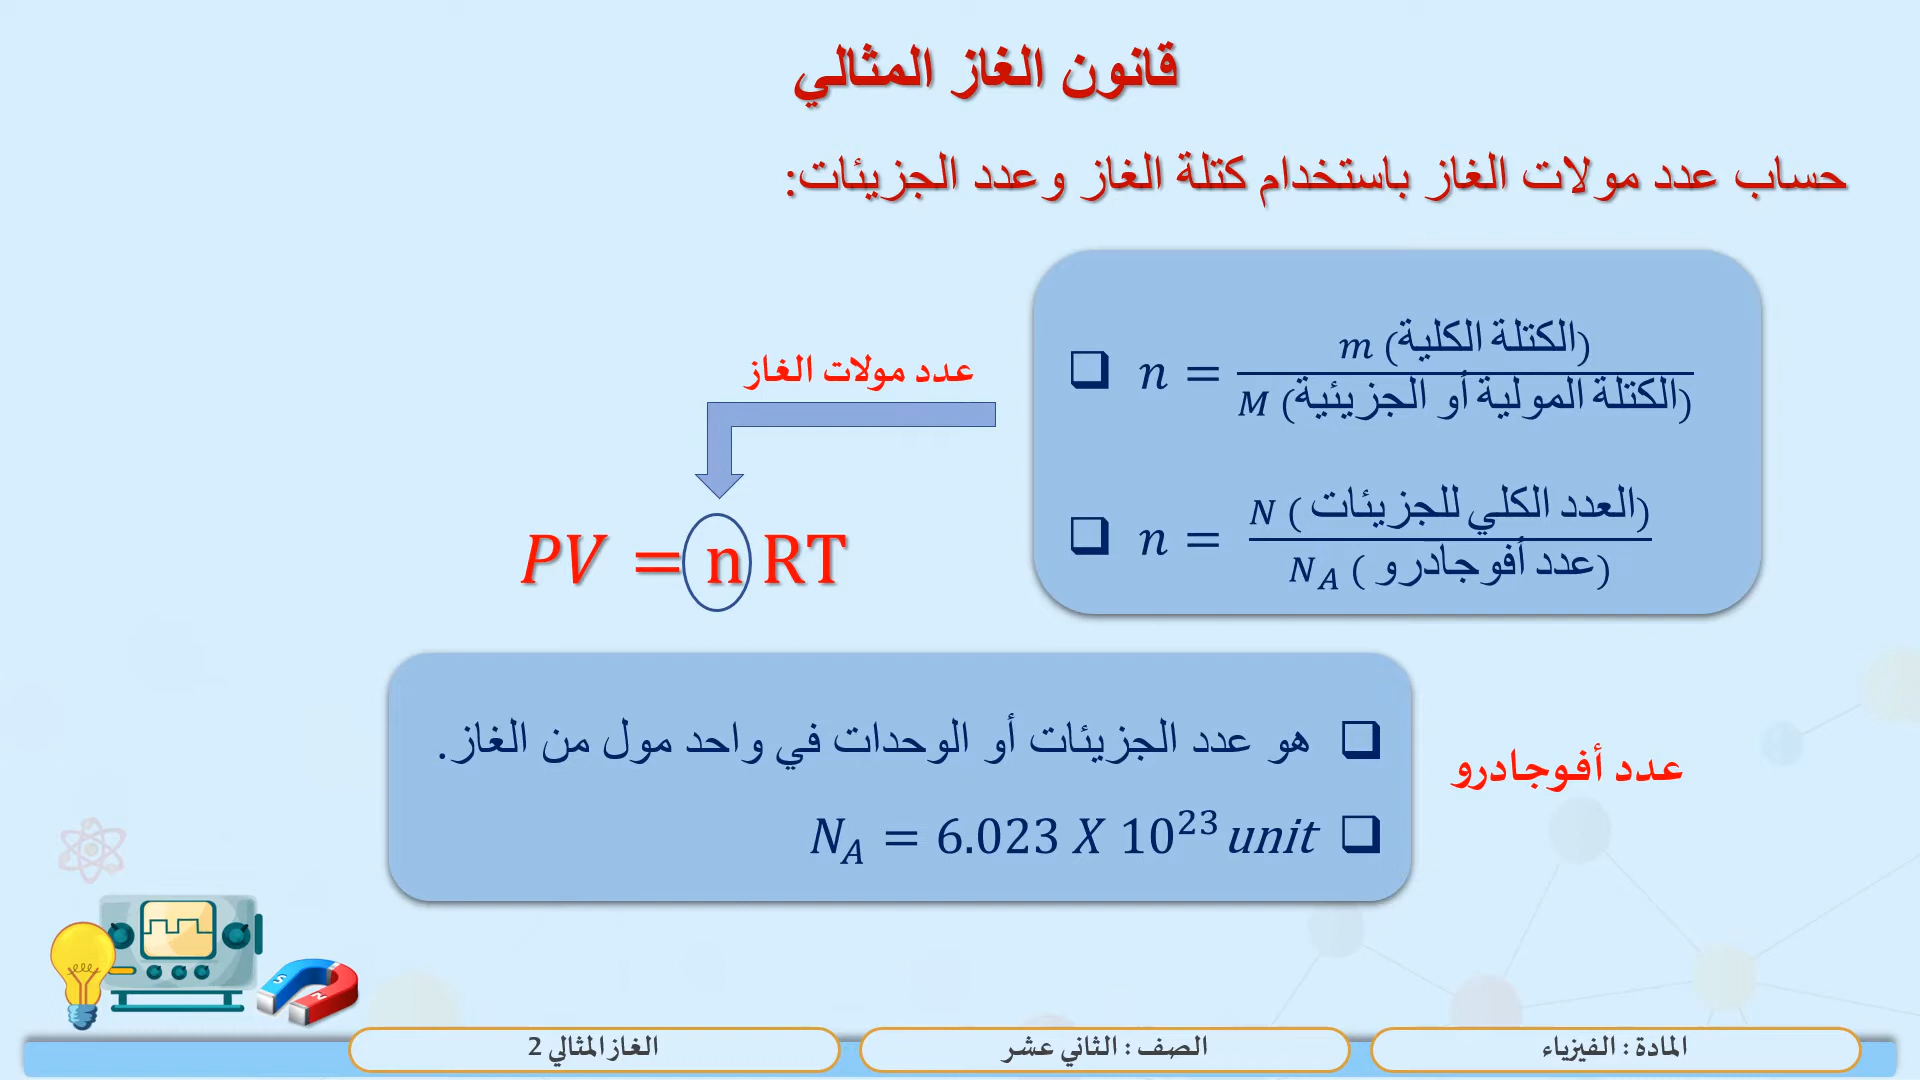 قانون الغاز المثالي
حساب عدد مولات الغاز باستخدام كتلة الغاز وعدد الجزيئات:
❑ n = m (الكتلة الكلية) / M (الكتلة المولية أو الجزيئية)
عدد مولات الغاز
❑ n = N (العدد الكلي للجزيئات) / N_A (عدد أفوجادرو)
PV = n RT
❑ هو عدد الجزيئات أو الوحدات في واحد مول من الغاز.
عدد أفوجادرو
❑ N_A = 6.023 X 10^23 unit
S N
المادة : الفيزياء
الصف : الثاني عشر
الغاز المثالي 2